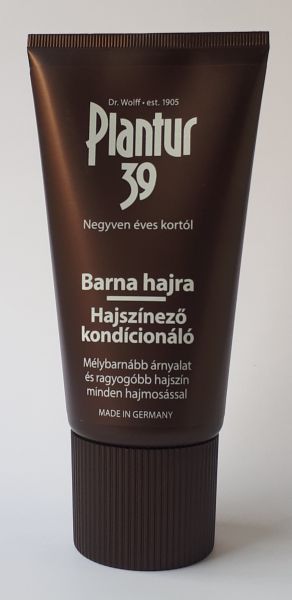 Dr. Wolff • est. 1905
Plantur
39
Negyven éves kortól
Barna hajra
Hajszínező
kondícionáló
Mélybarnább árnyalat
és ragyogóbb hajszín
minden hajmosással
MADE IN GERMANY